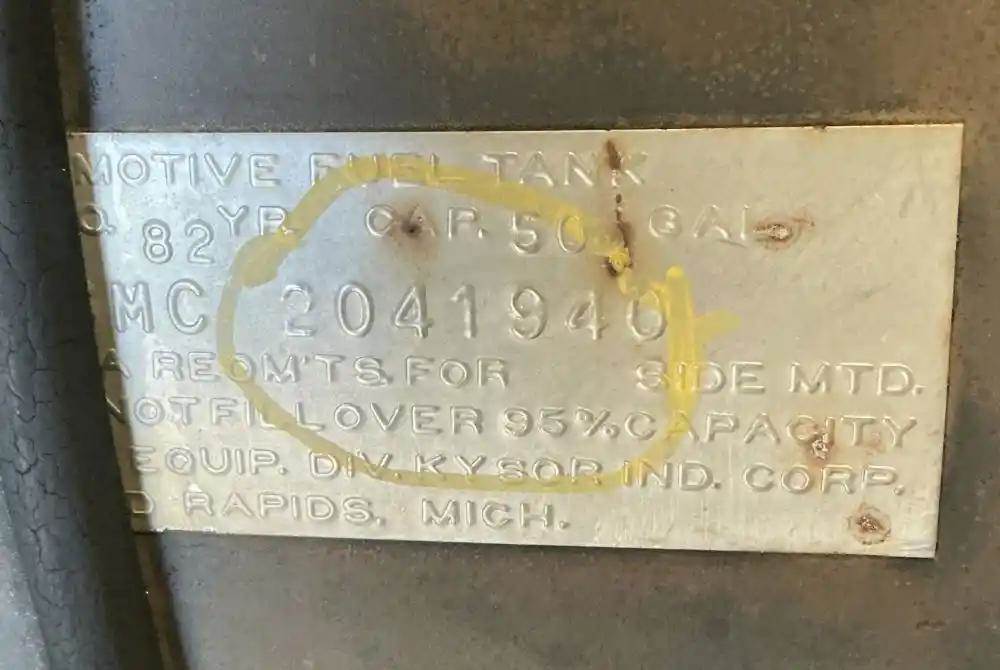 MOTIVE FUEL TANK
Q. 82 YR. CAP. 50 GAL
MC 2041940
A REQM'TS. FOR SIDE MTD.
NOT FILL OVER 95% CAPACITY
EQUIP. DIV. KYSOR IND. CORP.
D RAPIDS, MICH.